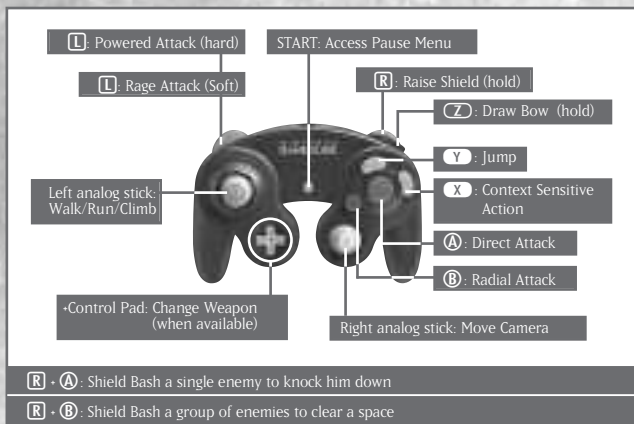 L: Powered Attack (hard)
START: Access Pause Menu
L: Rage Attack (Soft)
R: Raise Shield (hold)
Z: Draw Bow (hold)
Y: Jump
X: Context Sensitive
Action
Left analog stick:
Walk/Run/Climb
A: Direct Attack
B: Radial Attack
+Control Pad: Change Weapon
(when available)
Right analog stick: Move Camera
R + A: Shield Bash a single enemy to knock him down
R + B: Shield Bash a group of enemies to clear a space